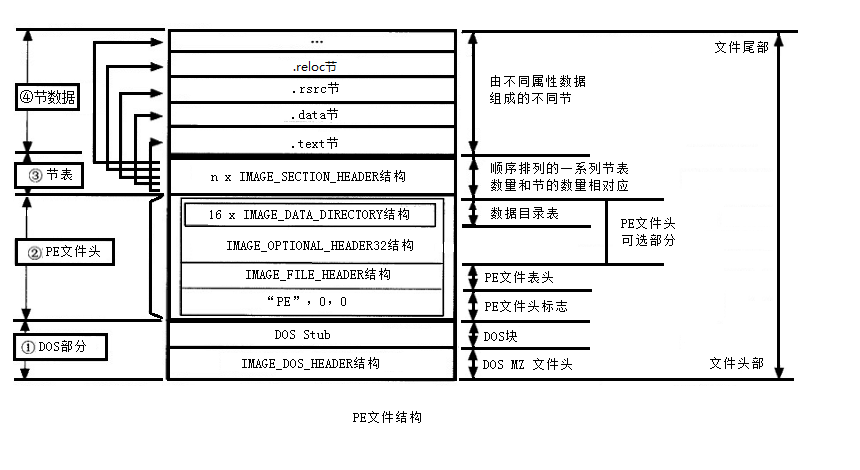 ...
文件尾部
.reloc节
.rsrc节
由不同属性数据
组成的不同节
④节数据
.data节
.text节
③ 节表
n x IMAGE_SECTION_HEADER结构
顺序排列的一系列节表
数量和节的数量相对应
16 x IMAGE_DATA_DIRECTORY结构
数据目录表
PE文件头
可选部分
②PE文件头
IMAGE_OPTIONAL_HEADER32结构
IMAGE_FILE_HEADER结构
PE文件表头
“PE”,0,0
PE文件头标志
①DOS部分
DOS Stub
DOS块
IMAGE_DOS_HEADER结构
DOS MZ 文件头
文件头部
PE文件结构